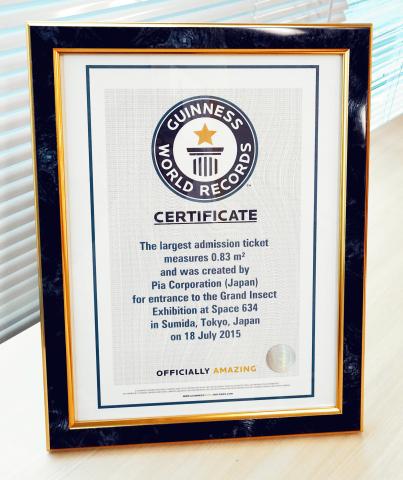 GUINNESS
WORLD RECORDS
TM
CERTIFICATE
The largest admission ticket
measures 0.83 m²
and was created by
Pia Corporation (Japan)
for entrance to the Grand Insect
Exhibition at Space 634
in Sumida, Tokyo, Japan
on 18 July 2015
OFFICIALLY AMAZING